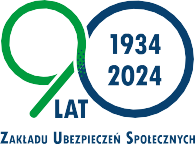 90
1934
2024
LAT
ZAKŁADU UBEZPIECZEŃ SPOŁECZNYCH